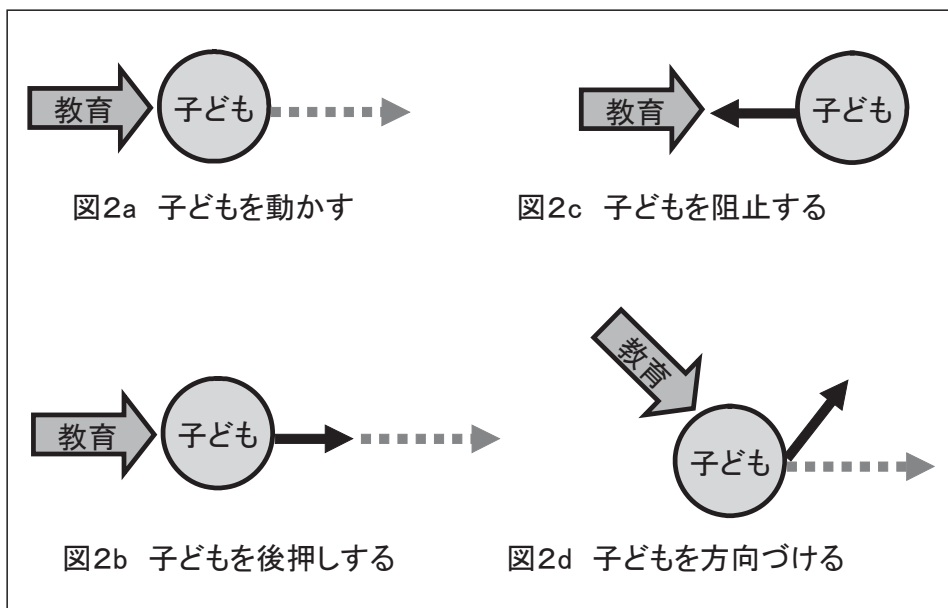 教育
子ども
図2a 子どもを動かす
教育
子ども
図2c 子どもを阻止する
教育
子ども
図2b 子どもを後押しする
教育
子ども
図2d 子どもを方向づける